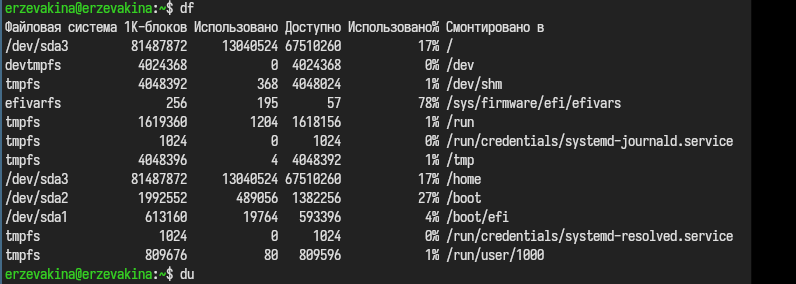 erzevakina@erzevakina:~$ df
Файловая система 1K-блоков Использовано Доступно Использовано% Смонтировано в
/dev/sda3 81487872 13040524 67510260 17% /
devtmpfs 4024368 0 4024368 0% /dev
tmpfs 4048392 368 4048024 1% /dev/shm
efivarfs 256 195 57 78% /sys/firmware/efi/efivars
tmpfs 1619360 1204 1618156 1% /run
tmpfs 1024 0 1024 0% /run/credentials/systemd-journald.service
tmpfs 4048396 4 4048392 1% /tmp
/dev/sda3 81487872 13040524 67510260 17% /home
/dev/sda2 1992552 489056 1382256 27% /boot
/dev/sda1 613160 19764 593396 4% /boot/efi
tmpfs 1024 0 1024 0% /run/credentials/systemd-resolved.service
tmpfs 809676 80 809596 1% /run/user/1000
erzevakina@erzevakina:~$ du